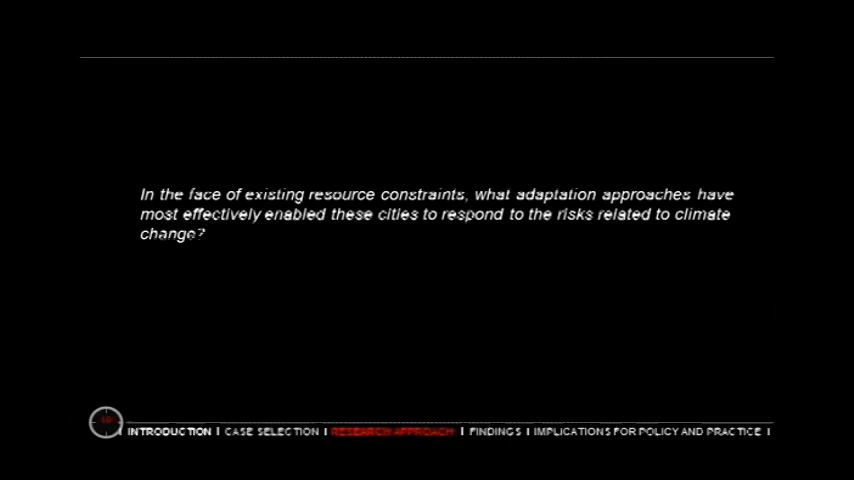 In the face of existing resource constraints, what adaptation approaches have
most effectively enabled these cities to respond to the risks related to climate
change?
INTRODUCTION | CASE SELECTION | RESEARCH APPROACH | FINDINGS | IMPLICATIONS FOR POLICY AND PRACTICE |